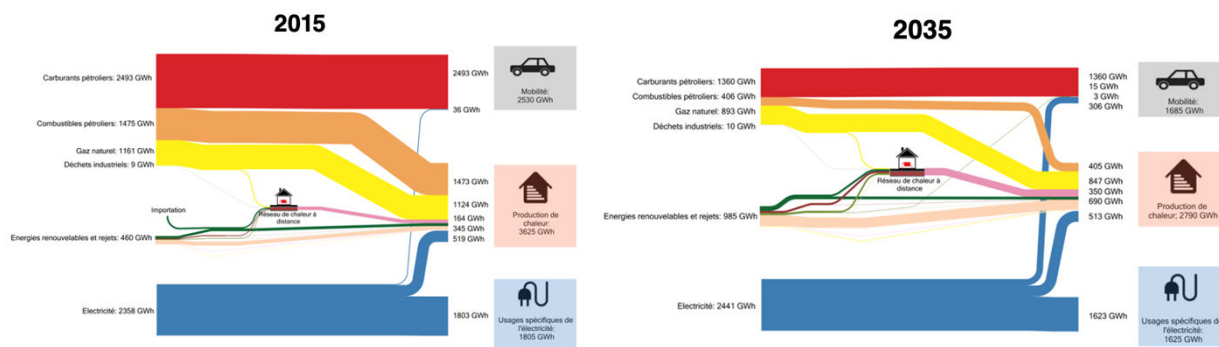 2015
Carburants pétroliers: 2493 GWh
Combustibles pétroliers: 1475 GWh
Gaz naturel: 1161 GWh
Déchets industriels: 9 GWh
Importation
Réseau de chaleur à
distance
Energies renouvelables et rejets: 460 GWh
Electricité: 2358 GWh
2493 GWh
36 GWh
1473 GWh
1124 GWh
164 GWh
345 GWh
519 GWh
1803 GWh
Mobilité:
2530 GWh
Production de
chaleur:
3625 GWh
Usages spécifiques de
l'électricité:
1805 GWh
2035
Carburants pétroliers: 1360 GWh
Combustibles pétroliers: 406 GWh
Gaz naturel: 893 GWh
Déchets industriels: 10 GWh
Réseau de chaleur à
distance
Energies renouvelables et rejets: 985 GWh
Electricité: 2441 GWh
1360 GWh
15 GWh
3 GWh
306 GWh
405 GWh
847 GWh
350 GWh
690 GWh
513 GWh
1623 GWh
Mobilité:
1685 GWh
Production de
chaleur; 2790 GWh
Usages spécifiques de
l'électricité:
1625 GWh